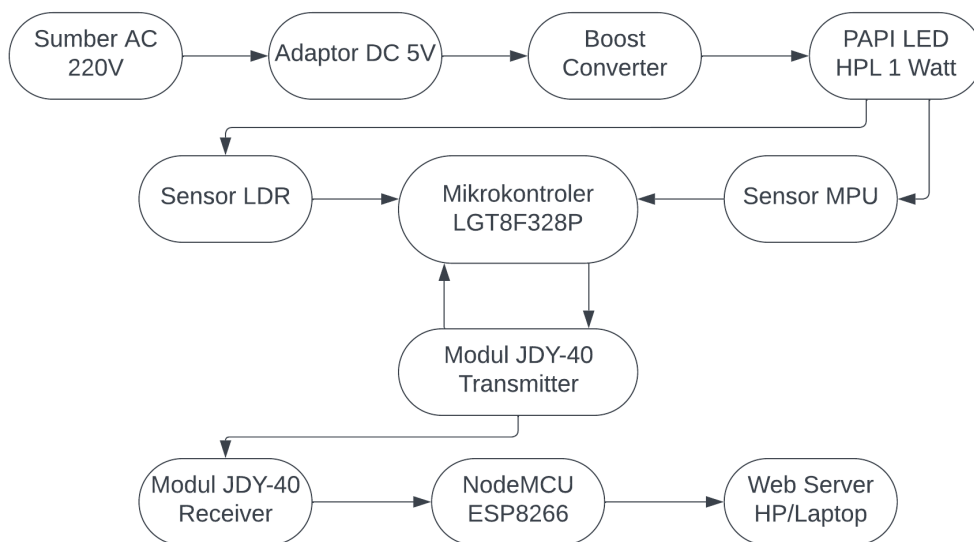 Sumber AC
220V
Adaptor DC 5V
Boost
Converter
PAPI LED
HPL 1 Watt
Sensor LDR
Mikrokontroler
LGT8F328P
Sensor MPU
Modul JDY-40
Transmitter
Modul JDY-40
Receiver
NodeMCU
ESP8266
Web Server
HP/Laptop